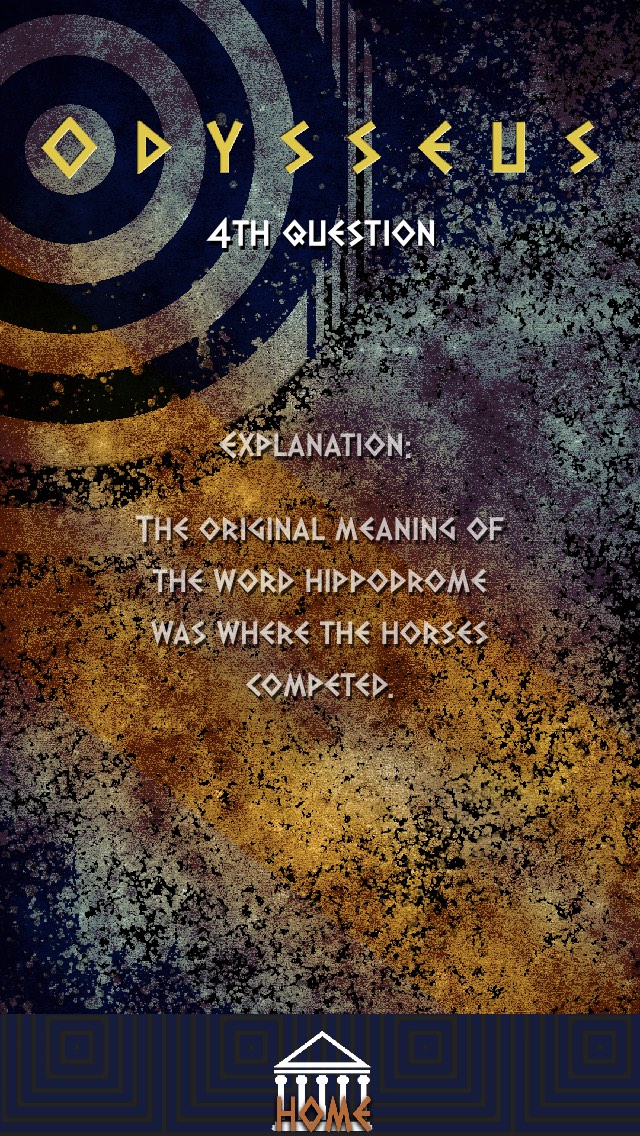 ODYSSEUS
4TH QUESTION
EXPLANATION:
THE ORIGINAL MEANING OF
THE WORD HIPPODROME
WAS WHERE THE HORSES
COMPETED.
HOME